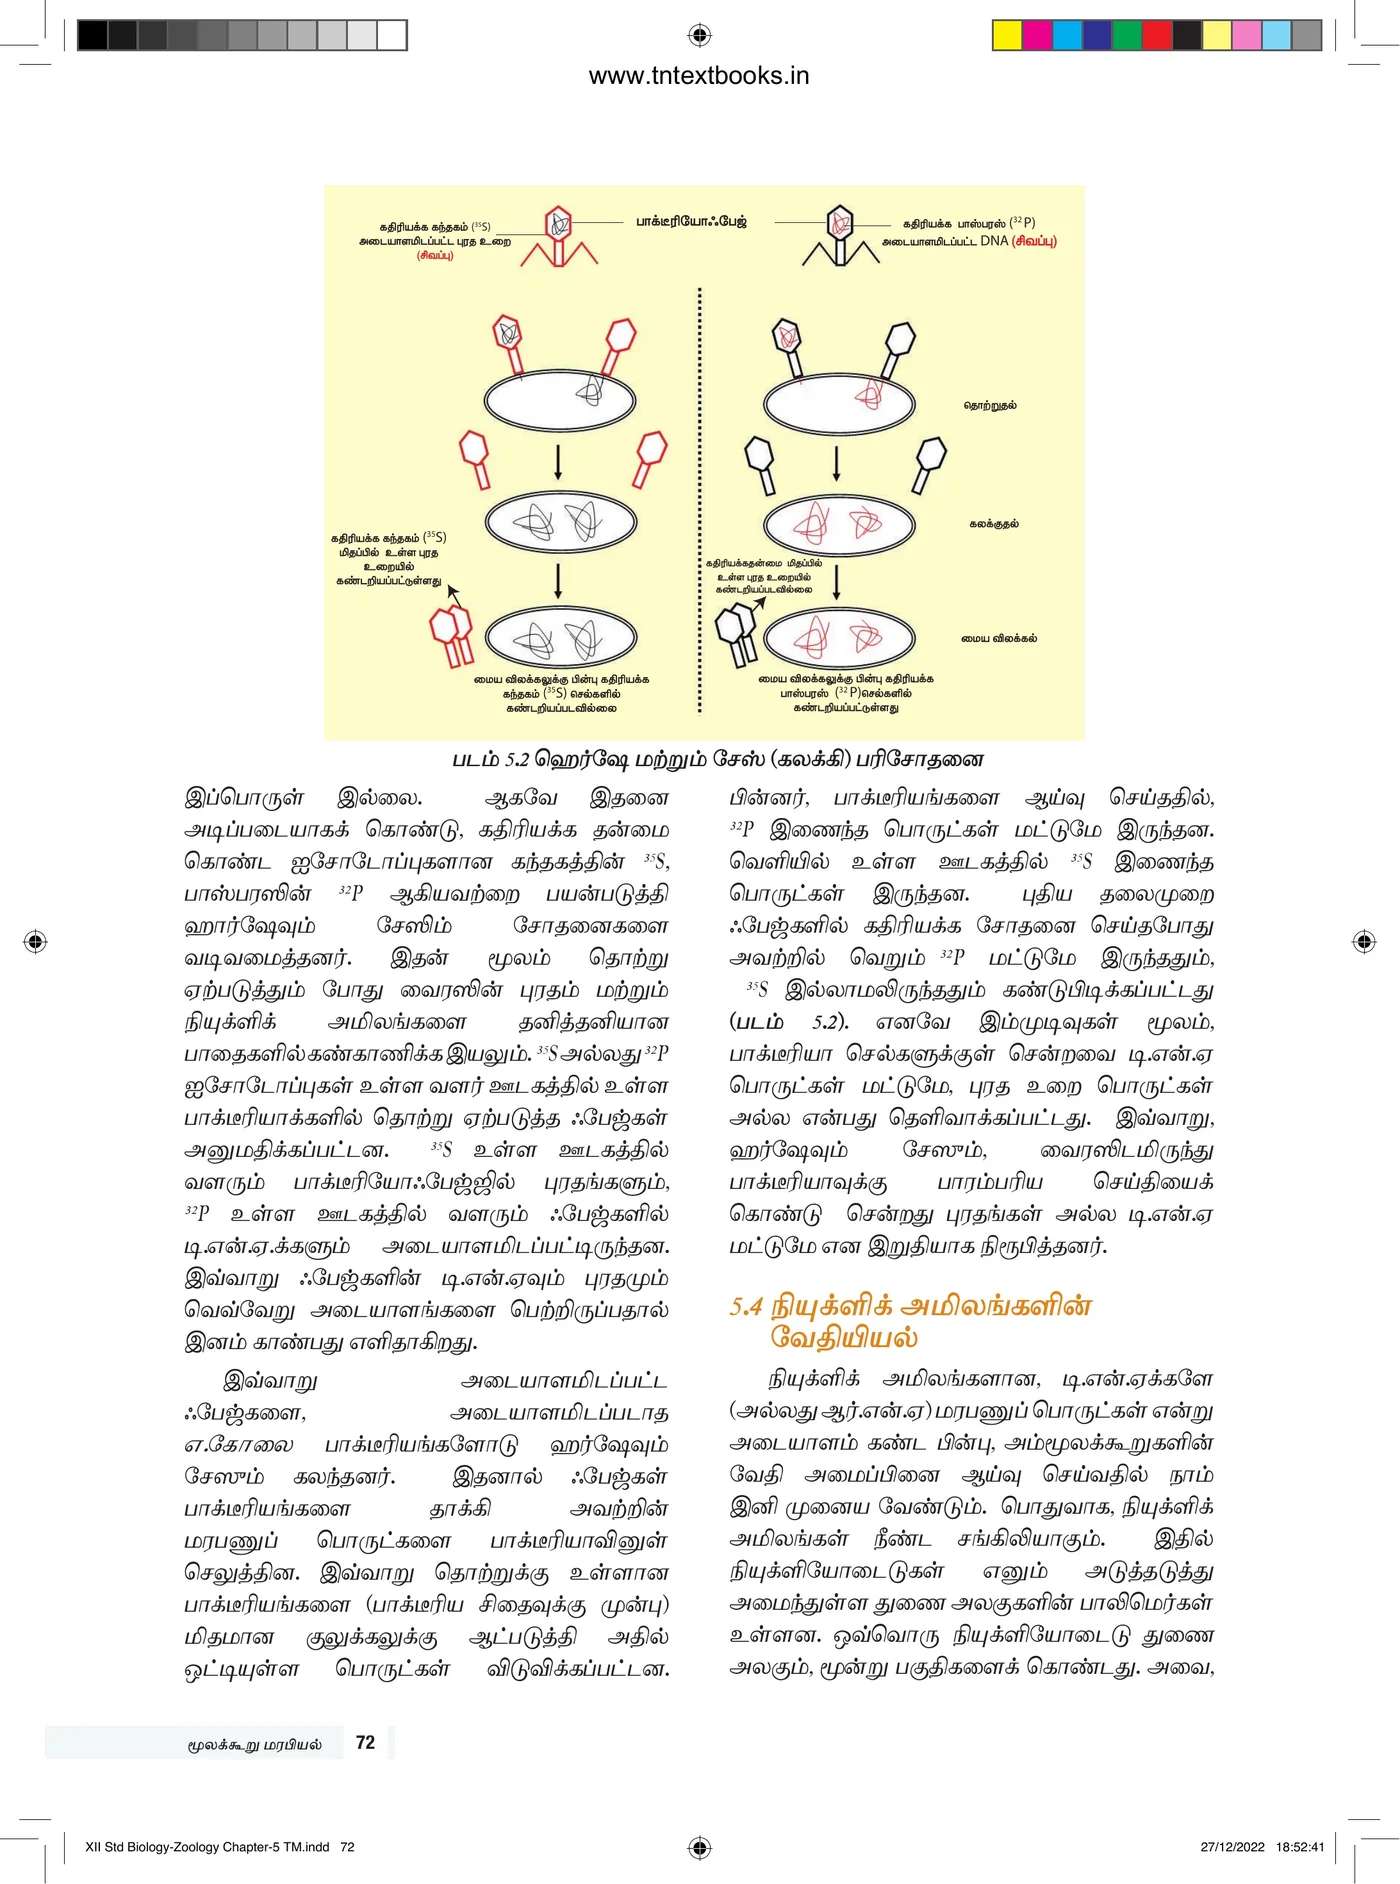 www.tntextbooks.in
கதிரியக்க கந்தகம் (³⁵S)
அடையாளமிடப்பட்ட புரத உறை
(சிவப்பு)
பாக்டீரியோஃபேஜ்
கதிரியக்க பாஸ்பரஸ் (³² P)
அடையாளமிடப்பட்ட DNA (சிவப்பு)
தொற்றுதல்
கலக்குதல்
கதிரியக்க கந்தகம் (³⁵S)
மிதப்பில் உள்ள புரத
உறையில்
கண்டறியப்பட்டுள்ளது
கதிரியக்கதன்மை மிதப்பில்
உள்ள புரத உறையில்
கண்டறியப்படவில்லை
மைய விலக்கல்
மைய விலக்கலுக்கு பின்பு கதிரியக்க
கந்தகம் (³⁵S) செல்களில்
கண்டறியப்படவில்லை
மைய விலக்கலுக்கு பின்பு கதிரியக்க
பாஸ்பரஸ் (³² P)செல்களில்
கண்டறியப்பட்டுள்ளது
படம் 5.2 ஹெர்ஷே மற்றும் சேஸ் (கலக்கி) பரிசோதனை
இப்பொருள் இல்லை. ஆகவே இதனை
அடிப்படையாகக் கொண்டு, கதிரியக்க தன்மை
கொண்ட ஐசோடோப்புகளான கந்தகத்தின் ³⁵S,
பாஸ்பரஸின் ³²P ஆகியவற்றை பயன்படுத்தி
ஹார்ஷேவும் சேஸிம் சோதனைகளை
வடிவமைத்தனர். இதன் மூலம் தொற்று
ஏற்படுத்தும் போது வைரஸின் புரதம் மற்றும்
நியுக்ளிக் அமிலங்களை தனித்தனியான
பாதைகளில் கண்காணிக்க இயலும். ³⁵S அல்லது ³²P
ஐசோடோப்புகள் உள்ள வளர் ஊடகத்தில் உள்ள
பாக்டீரியாக்களில் தொற்று ஏற்படுத்த ஃபேஜ்கள்
அனுமதிக்கப்பட்டன. ³⁵S உள்ள ஊடகத்தில்
வளரும் பாக்டீரியோஃபேஜ்ஜில் புரதங்களும்,
³²P உள்ள ஊடகத்தில் வளரும் ஃபேஜ்களில்
டி.என்.ஏ.க்களும் அடையாளமிடப்பட்டிருந்தன.
இவ்வாறு ஃபேஜ்களின் டி.என்.ஏவும் புரதமும்
வெவ்வேறு அடையாளங்களை பெற்றிருப்பதால்
இனம் காண்பது எளிதாகிறது.
இவ்வாறு அடையாளமிடப்பட்ட
ஃபேஜ்களை, அடையாளமிடப்படாத
எ.கோலை பாக்டீரியங்களோடு ஹர்ஷேவும்
சேஸும் கலந்தனர். இதனால் ஃபேஜ்கள்
பாக்டீரியங்களை தாக்கி அவற்றின்
மரபணுப் பொருட்களை பாக்டீரியாவினுள்
செலுத்தின. இவ்வாறு தொற்றுக்கு உள்ளான
பாக்டீரியங்களை (பாக்டீரிய சிதைவுக்கு முன்பு)
மிதமான குலுக்கலுக்கு ஆட்படுத்தி அதில்
ஒட்டியுள்ள பொருட்கள் விடுவிக்கப்பட்டன.
பின்னர், பாக்டீரியங்களை ஆய்வு செய்ததில்,
³²P இணைந்த பொருட்கள் மட்டுமே இருந்தன.
வெளியில் உள்ள ஊடகத்தில் ³⁵S இணைந்த
பொருட்கள் இருந்தன. புதிய தலைமுறை
ஃபேஜ்களில் கதிரியக்க சோதனை செய்தபோது
அவற்றில் வெறும் ³²P மட்டுமே இருந்ததும்,
³⁵S இல்லாமலிருந்ததும் கண்டுபிடிக்கப்பட்டது
(படம் 5.2). எனவே இம்முடிவுகள் மூலம்,
பாக்டீரியா செல்களுக்குள் சென்றவை டி.என்.ஏ
பொருட்கள் மட்டுமே, புரத உறை பொருட்கள்
அல்ல என்பது தெளிவாக்கப்பட்டது. இவ்வாறு,
ஹர்ஷேவும் சேஸும், வைரஸிடமிருந்து
பாக்டீரியாவுக்கு பாரம்பரிய செய்தியைக்
கொண்டு சென்றது புரதங்கள் அல்ல டி.என்.ஏ
மட்டுமே என இறுதியாக நிரூபித்தனர்.
5.4 நியுக்ளிக் அமிலங்களின்
வேதியியல்
நியுக்ளிக் அமிலங்களான, டி.என்.ஏக்களே
(அல்லது ஆர்.என்.ஏ) மரபணுப் பொருட்கள் என்று
அடையாளம் கண்ட பின்பு, அம்மூலக்கூறுகளின்
வேதி அமைப்பினை ஆய்வு செய்வதில் நாம்
இனி முனைய வேண்டும். பொதுவாக, நியுக்ளிக்
அமிலங்கள் நீண்ட சங்கிலியாகும். இதில்
நியுக்ளியோடைடுகள் எனும் அடுத்தடுத்து
அமைந்துள்ள துணை அலகுகளின் பாலிமெர்கள்
உள்ளன. ஒவ்வொரு நியுக்ளியோடைடு துணை
அலகும், மூன்று பகுதிகளைக் கொண்டது. அவை,
மூலக்கூறு மரபியல் 72
XII Std Biology-Zoology Chapter-5 TM.indd 72
27/12/2022 18:52:41